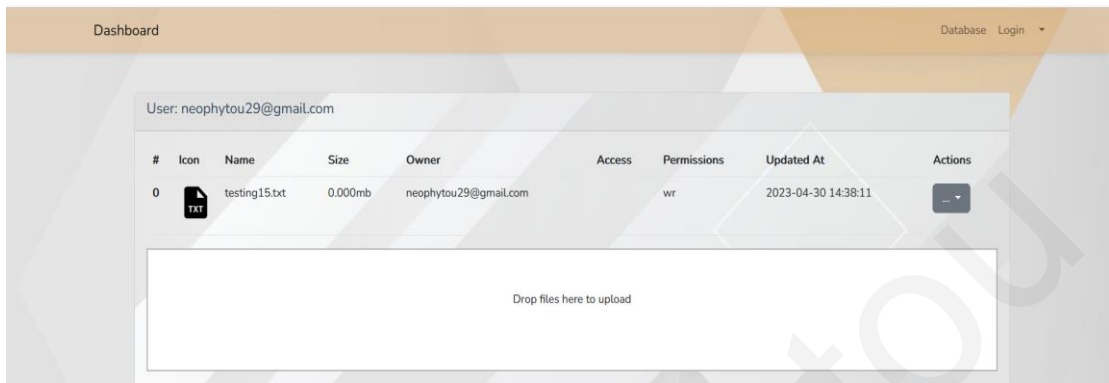 Dashboard Database Login
User: neophytou29@gmail.com
# Icon Name Size Owner Access Permissions Updated At Actions
0 TXT testing15.txt 0.000mb neophytou29@gmail.com wr 2023-04-30 14:38:11 ...
Drop files here to upload